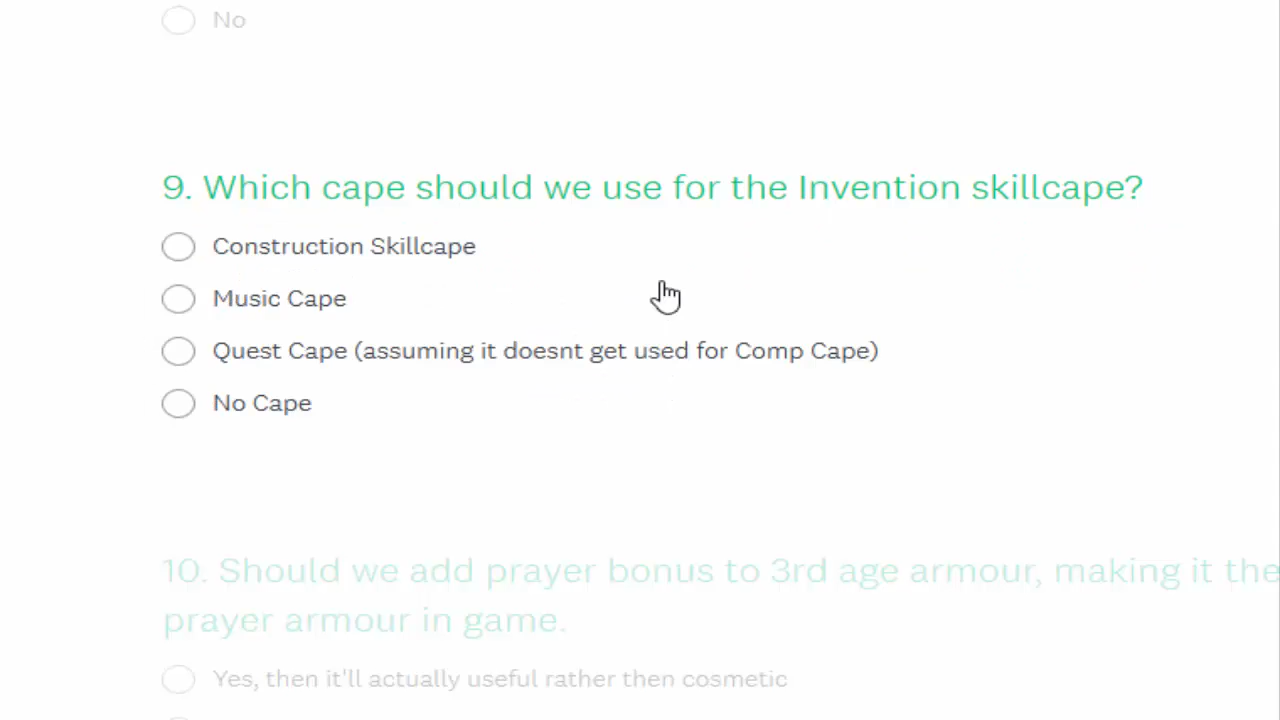 No
9. Which cape should we use for the Invention skillcape?
Construction Skillcape
Music Cape
Quest Cape (assuming it doesnt get used for Comp Cape)
No Cape
10. Should we add prayer bonus to 3rd age armour, making it the
prayer armour in game.
Yes, then it'll actually useful rather then cosmetic